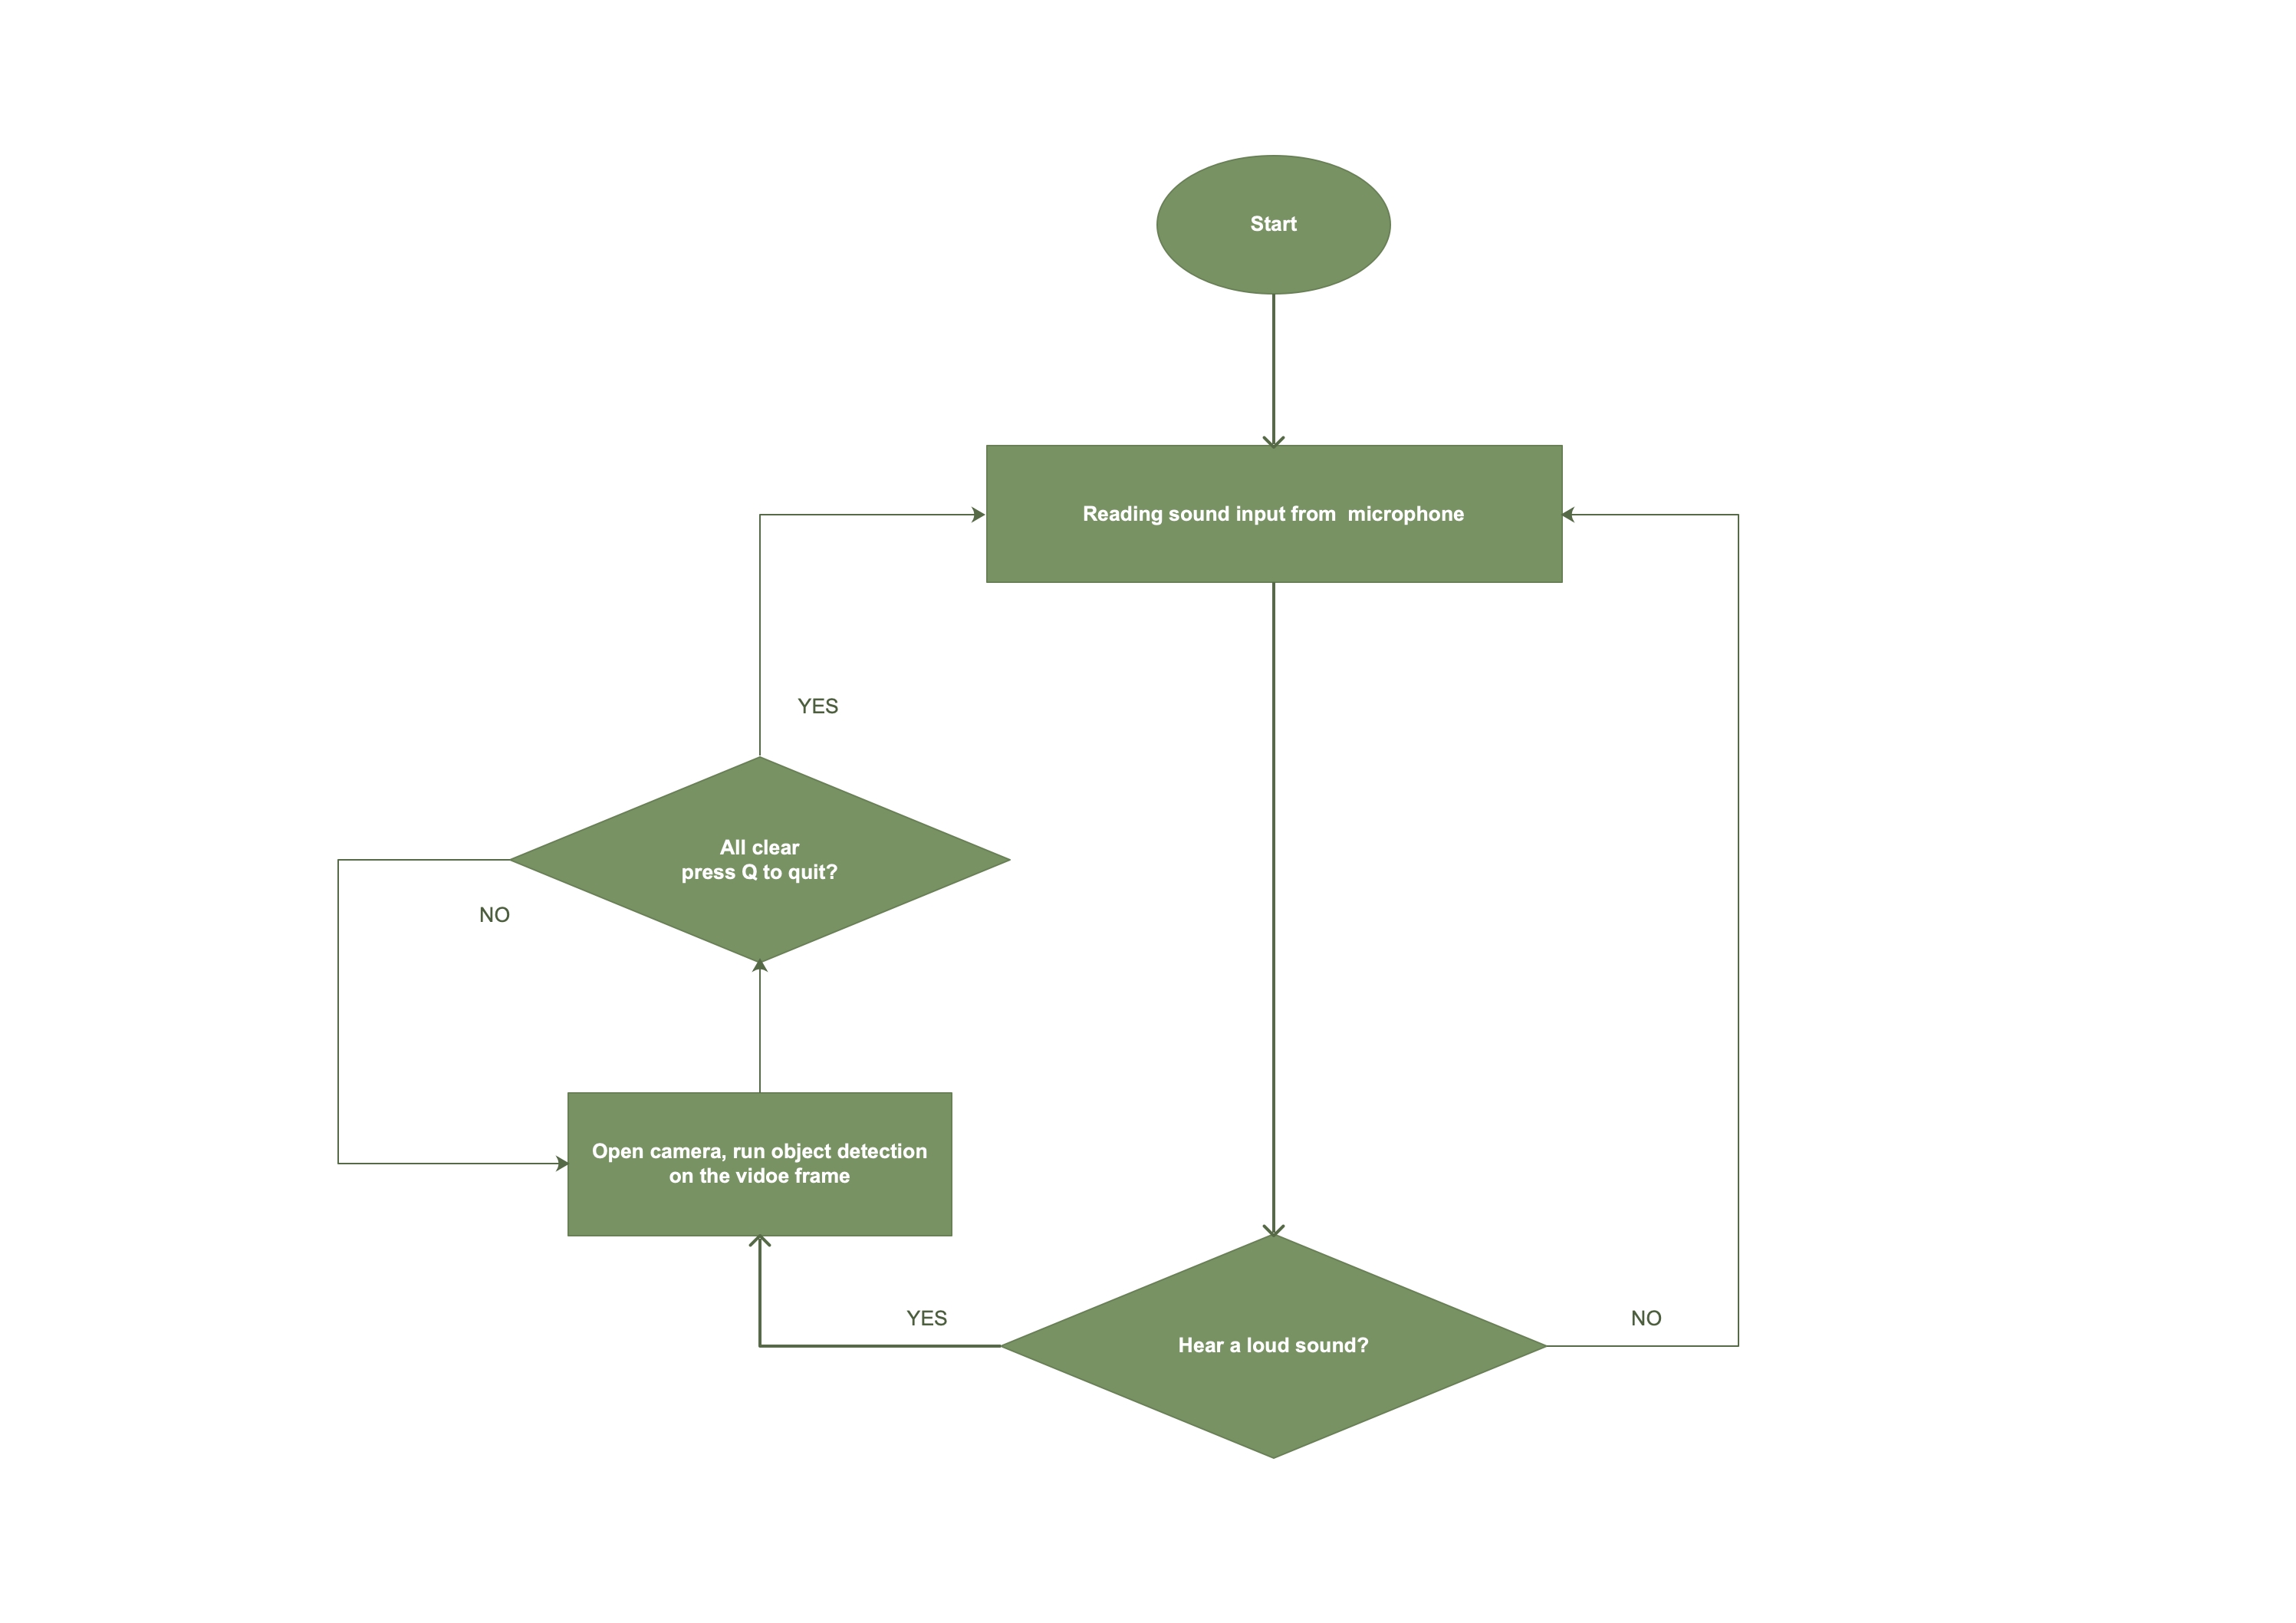 Start
Reading sound input from  microphone
YES
All clear
press Q to quit?
NO
Open camera, run object detection
on the vidoe frame
YES
Hear a loud sound?
NO